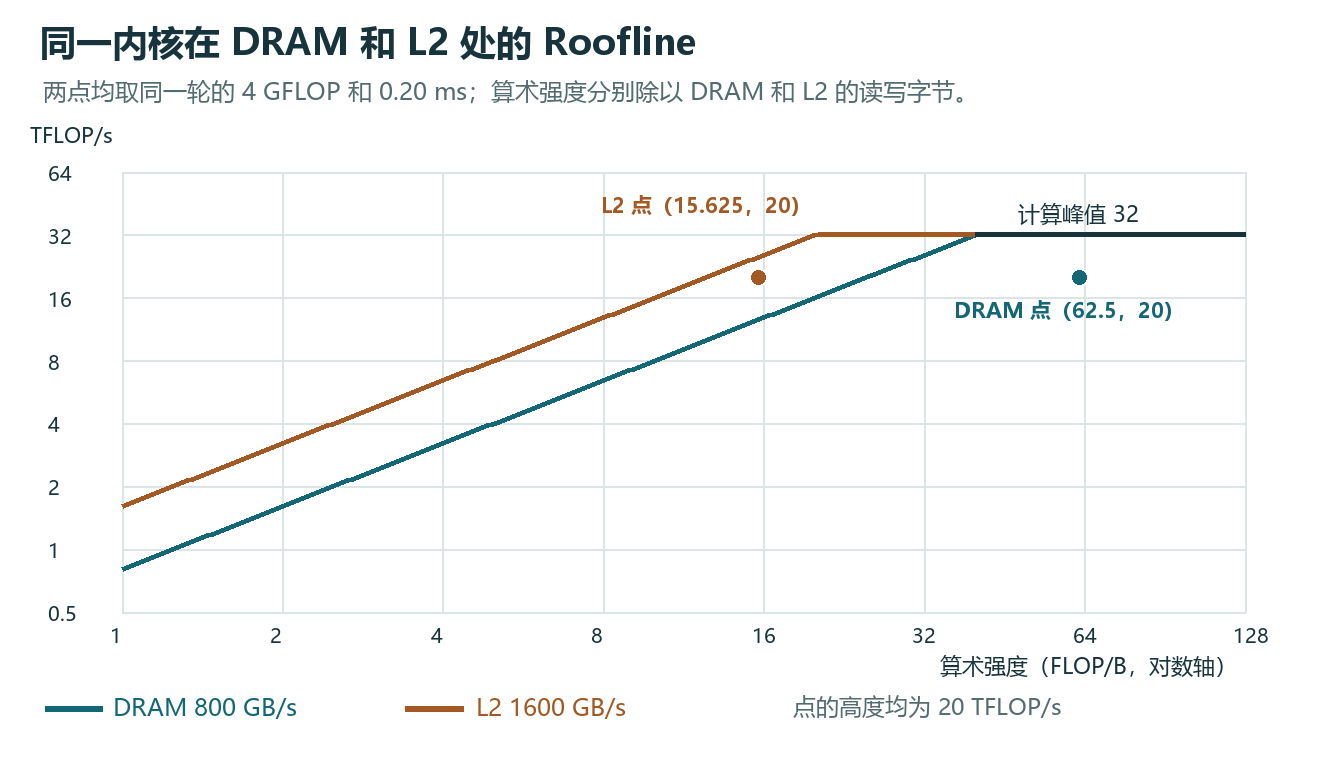 同一内核在 DRAM 和 L2 处的 Roofline
两点均取同一轮的 4 GFLOP 和 0.20 ms；算术强度分别除以 DRAM 和 L2 的读写字节。
TFLOP/s
64
32
16
8
4
2
1
0.5
L2 点（15.625，20）
计算峰值 32
DRAM 点（62.5，20）
1 2 4 8 16 32 64 128
算术强度（FLOP/B，对数轴）
DRAM 800 GB/s
L2 1600 GB/s
点的高度均为 20 TFLOP/s